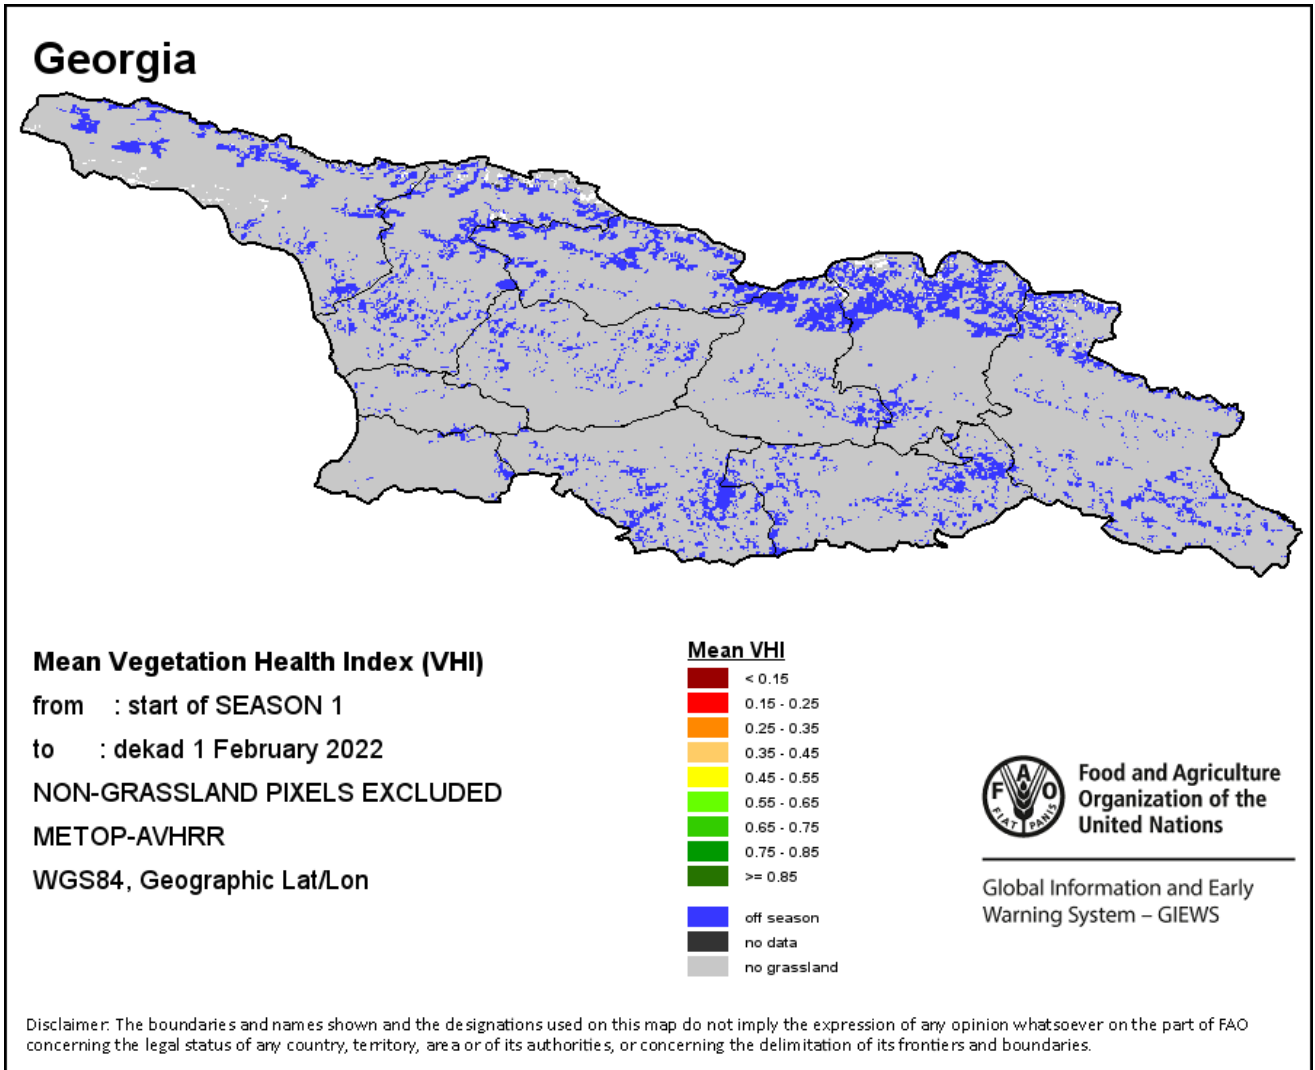 Georgia
Mean Vegetation Health Index (VHI)
from : start of SEASON 1
to : dekad 1 February 2022
NON-GRASSLAND PIXELS EXCLUDED
METOP-AVHRR
WGS84, Geographic Lat/Lon
Mean VHI
< 0.15
0.15 - 0.25
0.25 - 0.35
0.35 - 0.45
0.45 - 0.55
0.55 - 0.65
0.65 - 0.75
0.75 - 0.85
>= 0.85
off season
no data
no grassland
F A O
FIAT PANIS
Food and Agriculture
Organization of the
United Nations
Global Information and Early
Warning System – GIEWS
Disclaimer: The boundaries and names shown and the designations used on this map do not imply the expression of any opinion whatsoever on the part of FAO
concerning the legal status of any country, territory, area or of its authorities, or concerning the delimitation of its frontiers and boundaries.